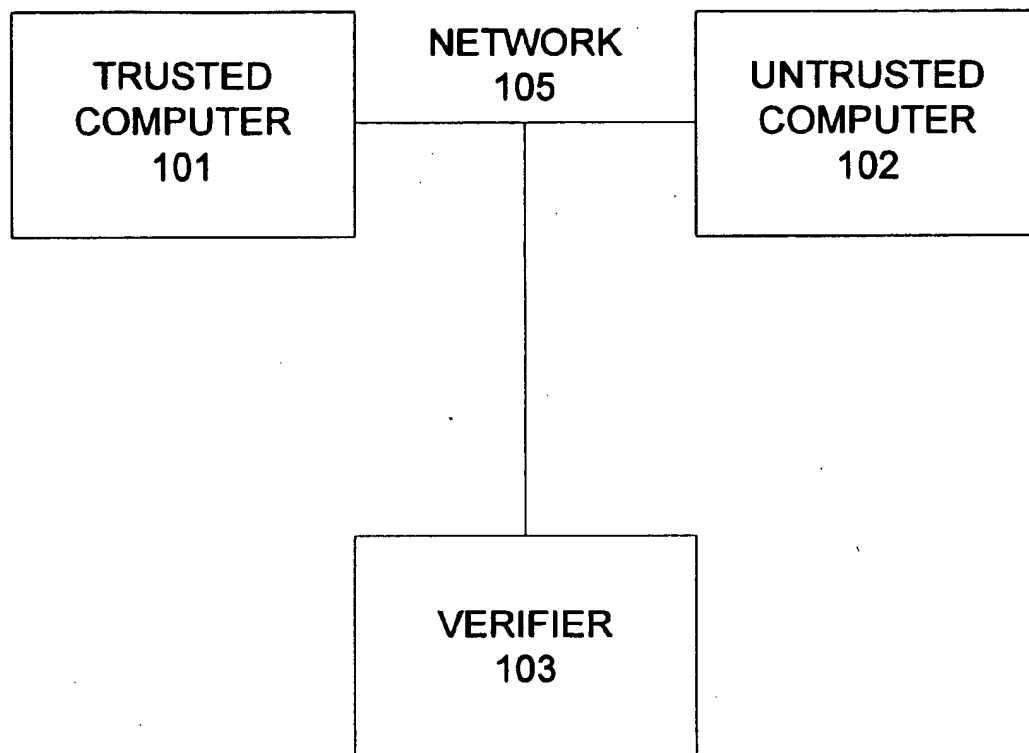 TRUSTED
COMPUTER
101
NETWORK
105
UNTRUSTED
COMPUTER
102
VERIFIER
103